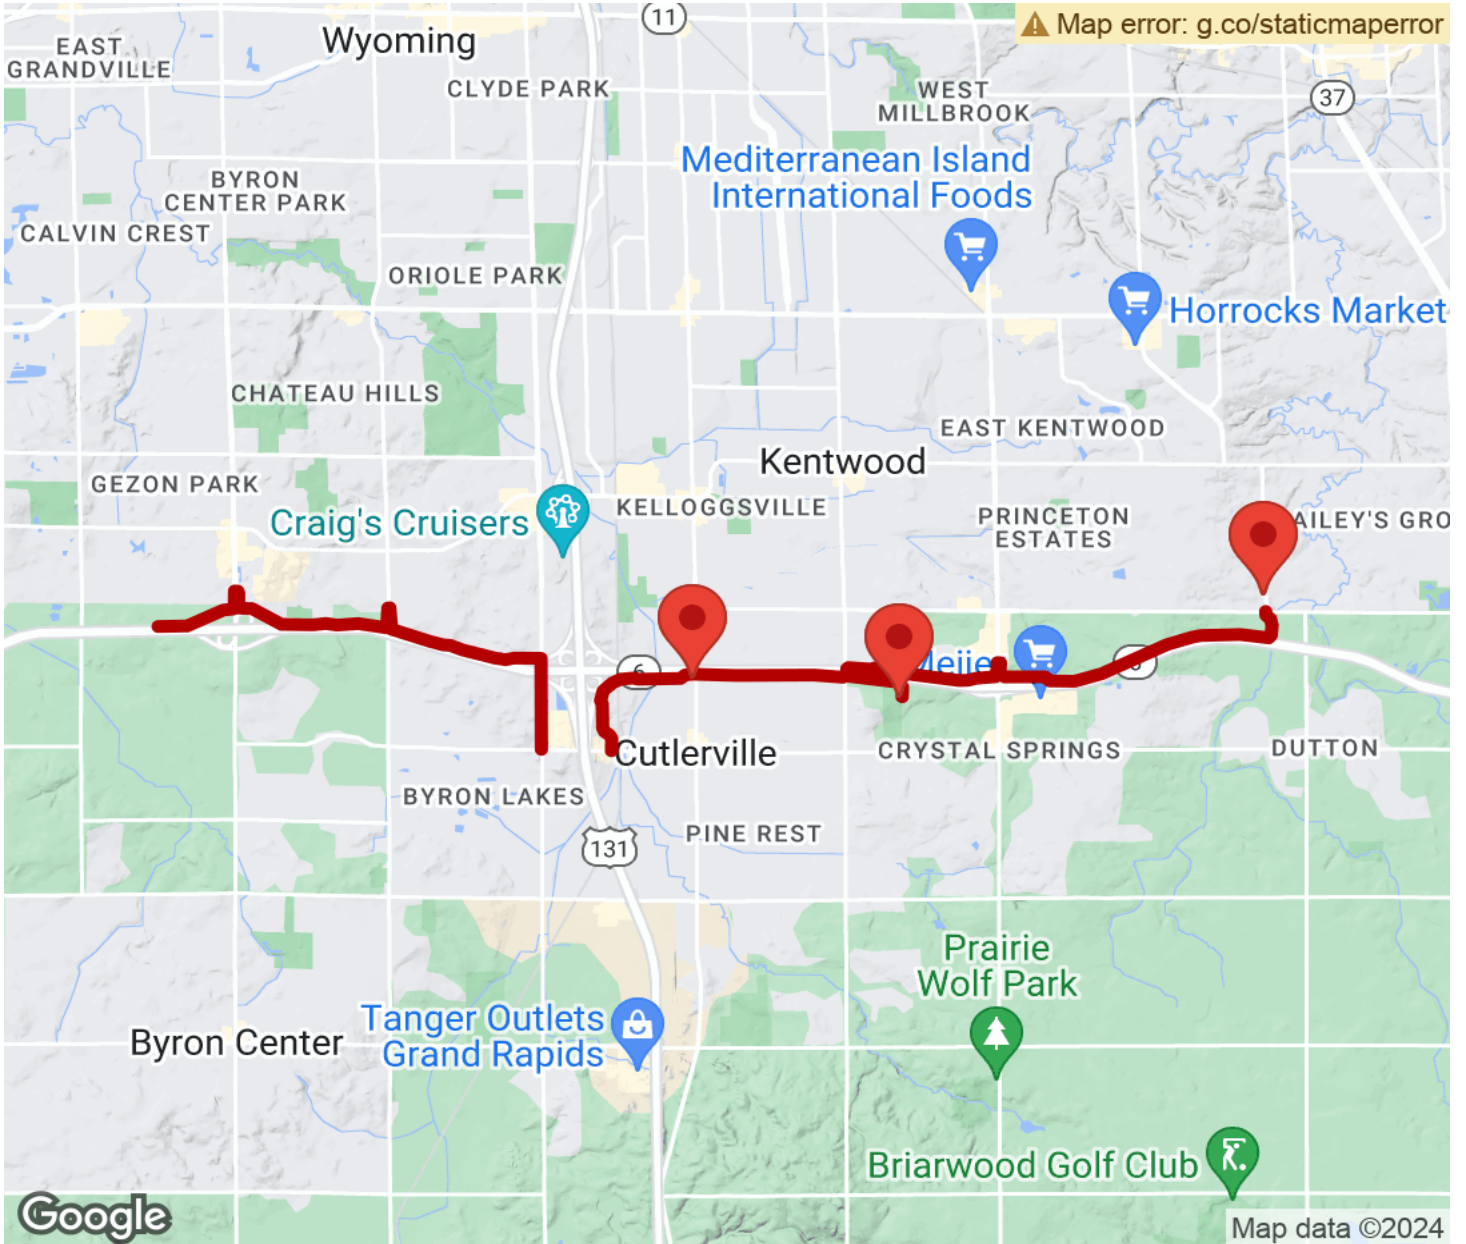 11
Map error: g.co/staticmaperror
Wyoming
EAST
GRANDVILLE
CLYDE PARK
WEST
MILLBROOK
37
Mediterranean Island
International Foods
BYRON
CENTER PARK
CALVIN CREST
ORIOLE PARK
Horrocks Market
CHATEAU HILLS
EAST KENTWOOD
Kentwood
GEZON PARK
KELLOGGSVILLE
Craig's Cruisers
PRINCETON
ESTATES
AILEY'S GRO
6
Meije
6
Cutlerville
CRYSTAL SPRINGS
DUTTON
BYRON LAKES
PINE REST
131
Prairie
Wolf Park
Tanger Outlets
Grand Rapids
Byron Center
Briarwood Golf Club
Google
Map data ©2024